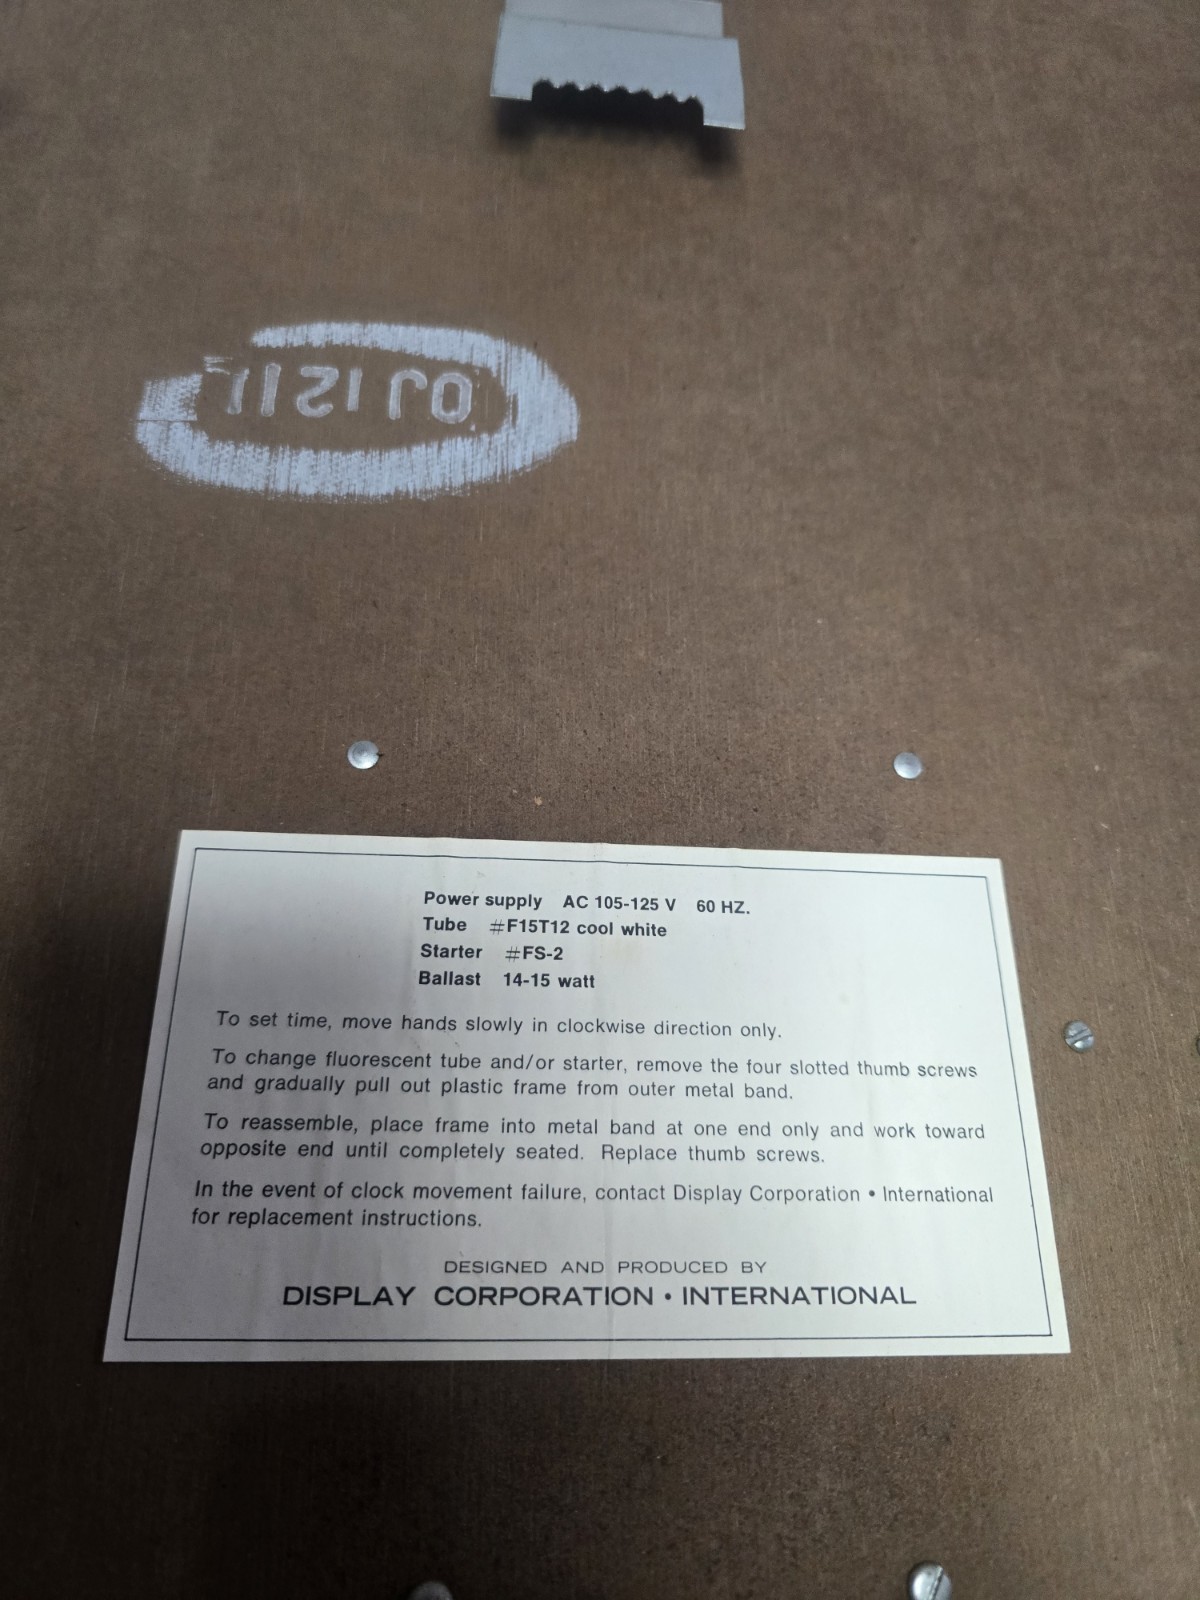 Power supply AC 105-125 V 60 HZ.
Tube #F15T12 cool white
Starter #FS-2
Ballast 14-15 watt
To set time, move hands slowly in clockwise direction only.
To change fluorescent tube and/or starter, remove the four slotted thumb screws
and gradually pull out plastic frame from outer metal band.
To reassemble, place frame into metal band at one end only and work toward
opposite end until completely seated. Replace thumb screws.
In the event of clock movement failure, contact Display Corporation • International
for replacement instructions.
DESIGNED AND PRODUCED BY
DISPLAY CORPORATION • INTERNATIONAL